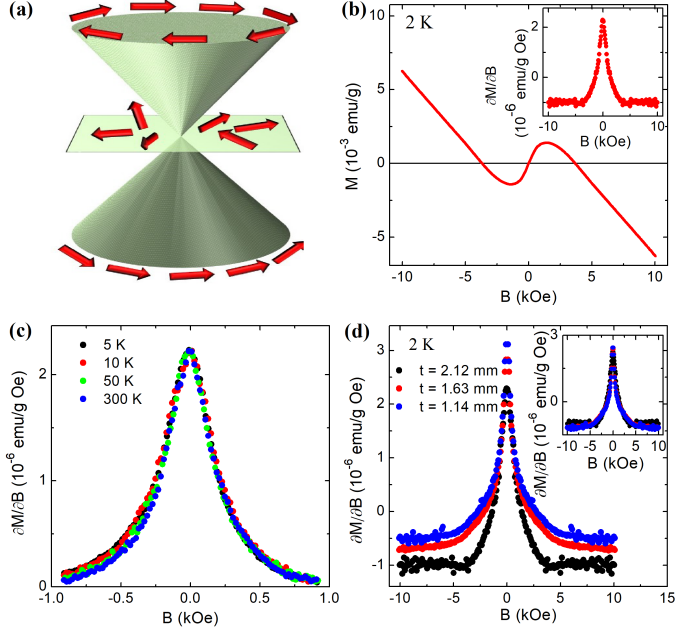 (a)
(b)
2 K
M (10⁻³ emu/g)
10
5
0
-5
-10 -5 0 5 10
B (kOe)
∂M/∂B
(10⁻⁶ emu/g Oe)
2
0
-10 -5 0 5 10
B (kOe)
(c)
5 K
10 K
50 K
300 K
∂M/∂B (10⁻⁶ emu/g Oe)
2
1
0
-1.0 -0.5 0.0 0.5 1.0
B (kOe)
(d)
2 K
t = 2.12 mm
t = 1.63 mm
t = 1.14 mm
∂M/∂B (10⁻⁶ emu/g Oe)
3
2
1
0
-1
-10 -5 0 5 10 15
B (kOe)
∂M/∂B (10⁻⁶ emu/g Oe)
3
0
-10 -5 0 5 10
B (kOe)